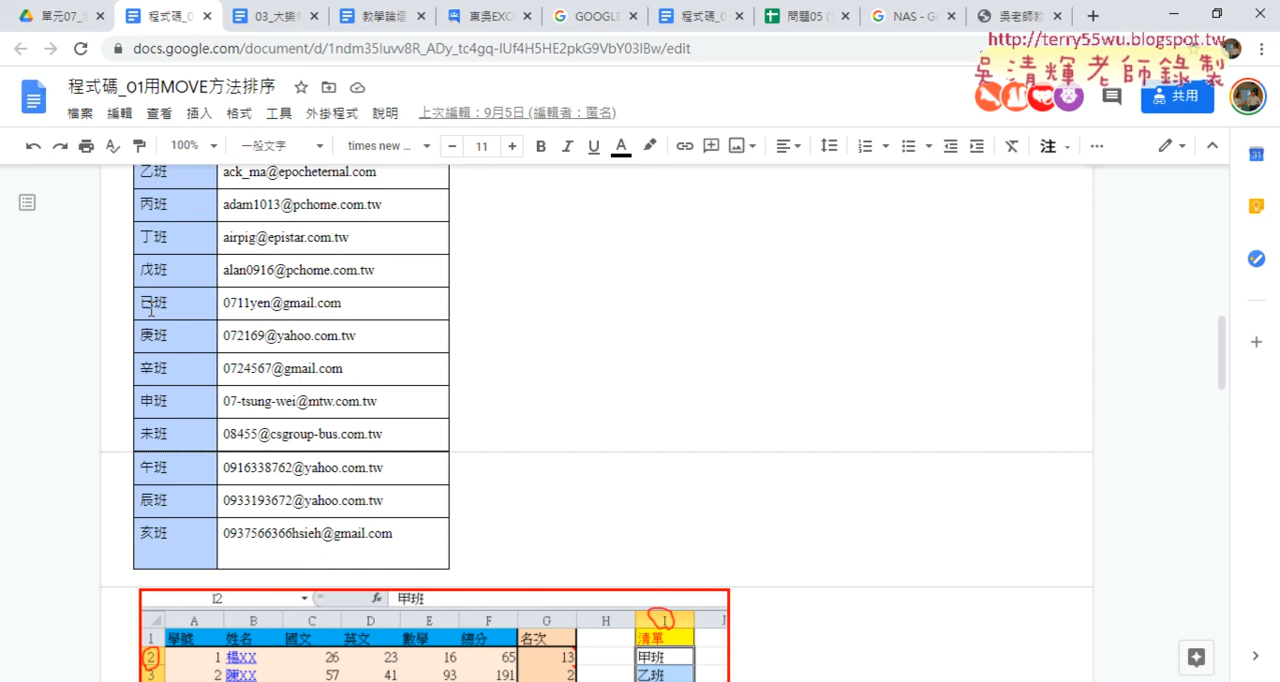 單元07_
程式碼_0
03_大樂
教學論壇
東吳EXC
GOOGLE
程式碼_0
問題05 (
NAS - Go
吳老師教
docs.google.com/document/d/1ndm35luvv8R_ADy_tc4gq-IUf4H5HE2pkG9VbY03IBw/edit
http://terry55wu.blogspot.tw
吳清輝老師錄製
程式碼_01用MOVE方法排序
檔案 編輯 查看 插入 格式 工具 外掛程式 說明 上次編輯：9月5日 (編輯者：匿名)
共用
100% 一般文字 times new ... 11 B I U A 注
31
乙班 ack_ma@epocheternal.com
丙班 adam1013@pchome.com.tw
丁班 airpig@epistar.com.tw
戊班 alan0916@pchome.com.tw
已班 0711yen@gmail.com
庚班 072169@yahoo.com.tw
辛班 0724567@gmail.com
申班 07-tsung-wei@mtw.com.tw
未班 08455@csgroup-bus.com.tw
午班 0916338762@yahoo.com.tw
辰班 0933193672@yahoo.com.tw
亥班 0937566366hsieh@gmail.com
I2 fx 甲班
A B C D E F G H I J
1 學號 姓名 國文 英文 數學 總分 名次 清單
2 1 楊XX 26 23 16 65 13 甲班
3 2 陳XX 57 41 93 191 2 乙班